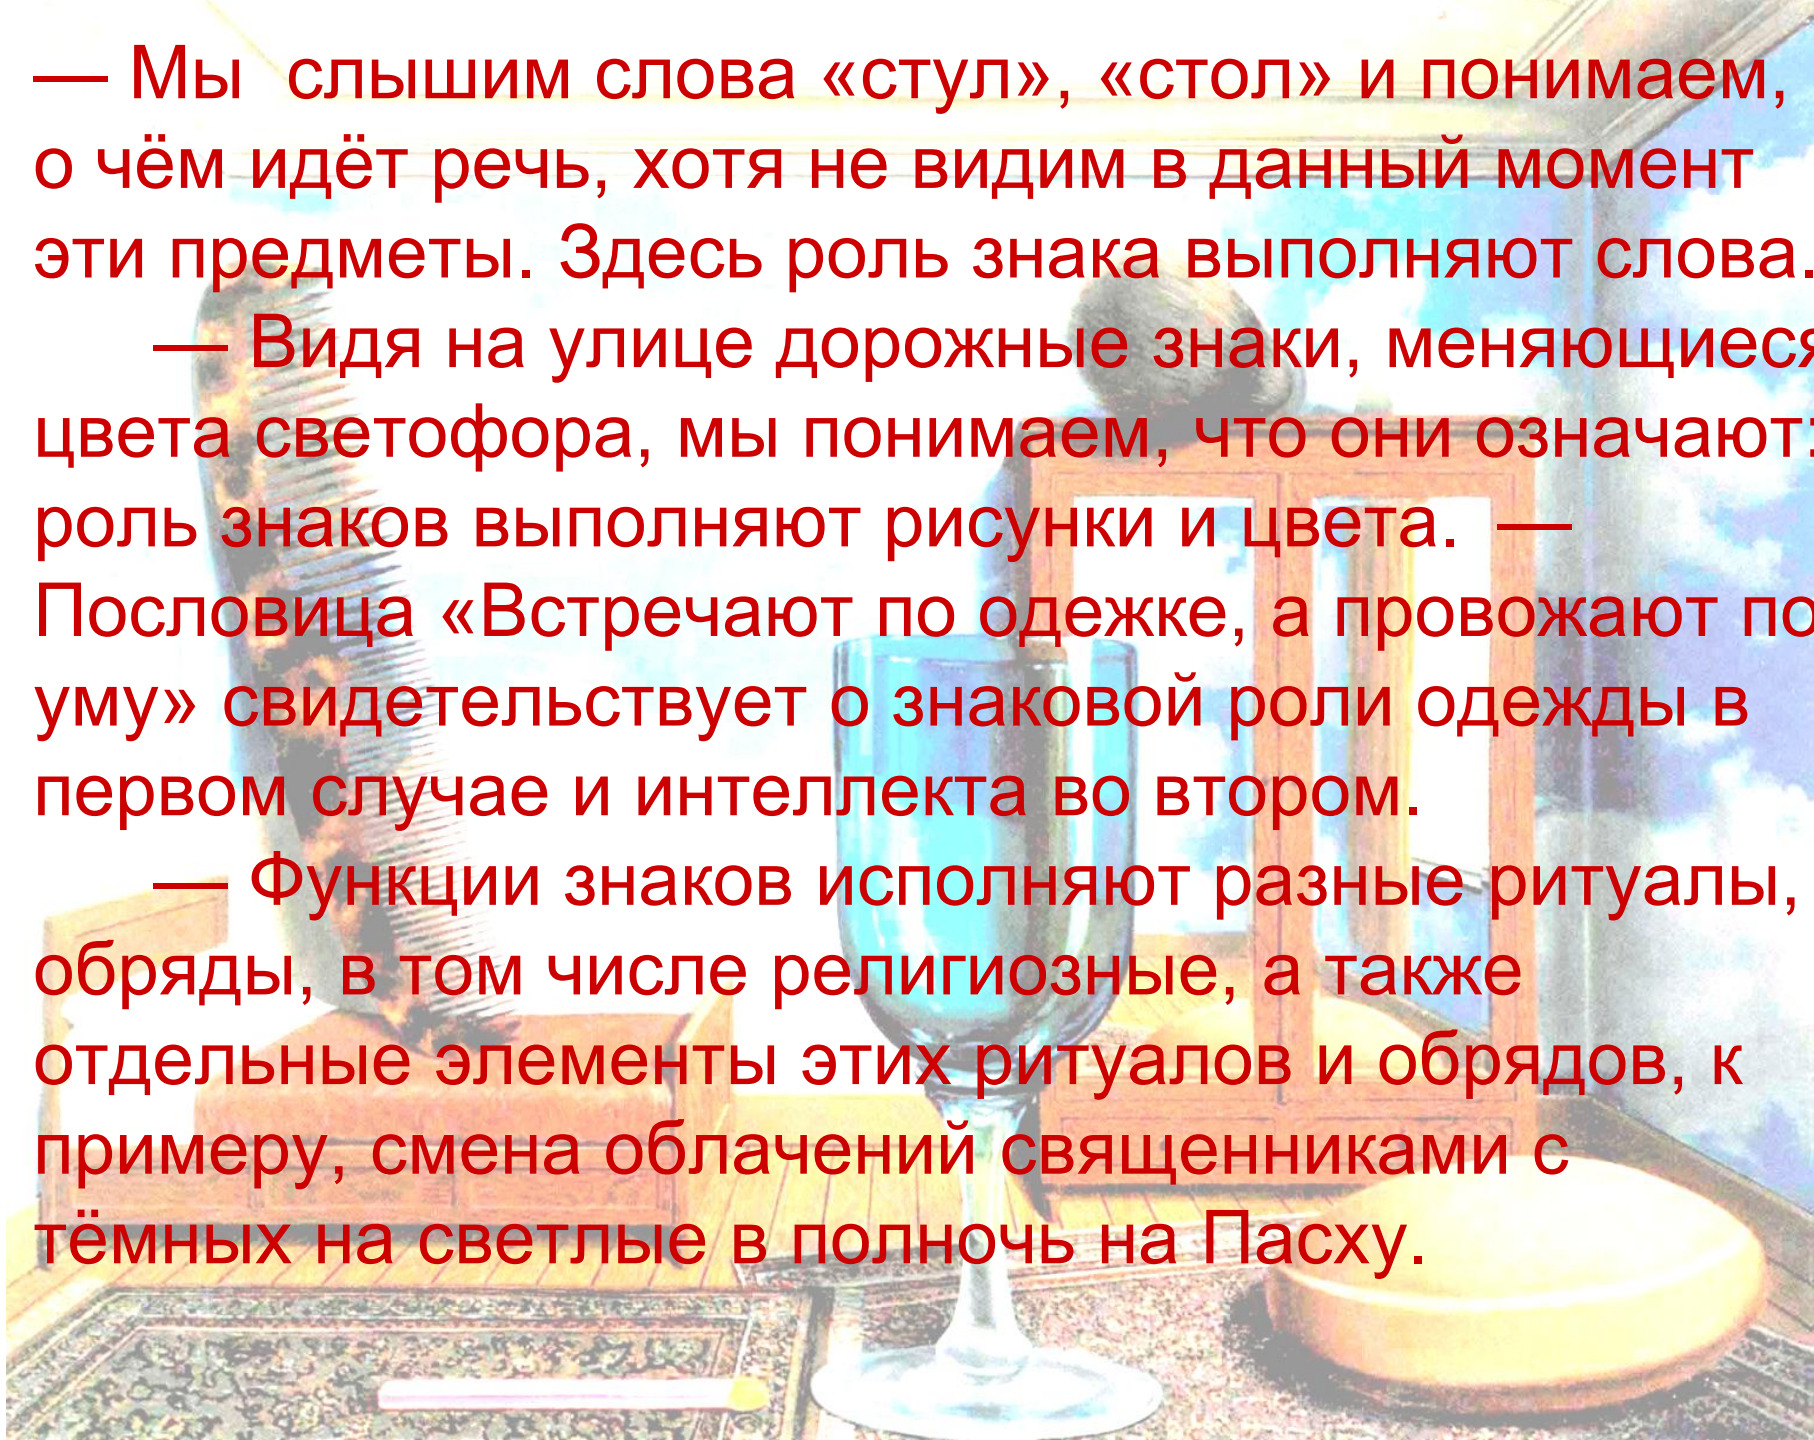 — Мы слышим слова «стул», «стол» и понимаем,
о чём идёт речь, хотя не видим в данный момент
эти предметы. Здесь роль знака выполняют слова.
— Видя на улице дорожные знаки, меняющиеся
цвета светофора, мы понимаем, что они означают:
роль знаков выполняют рисунки и цвета. —
Пословица «Встречают по одежке, а провожают по
уму» свидетельствует о знаковой роли одежды в
первом случае и интеллекта во втором.
— Функции знаков исполняют разные ритуалы,
обряды, в том числе религиозные, а также
отдельные элементы этих ритуалов и обрядов, к
примеру, смена облачений священниками с
тёмных на светлые в полночь на Пасху.